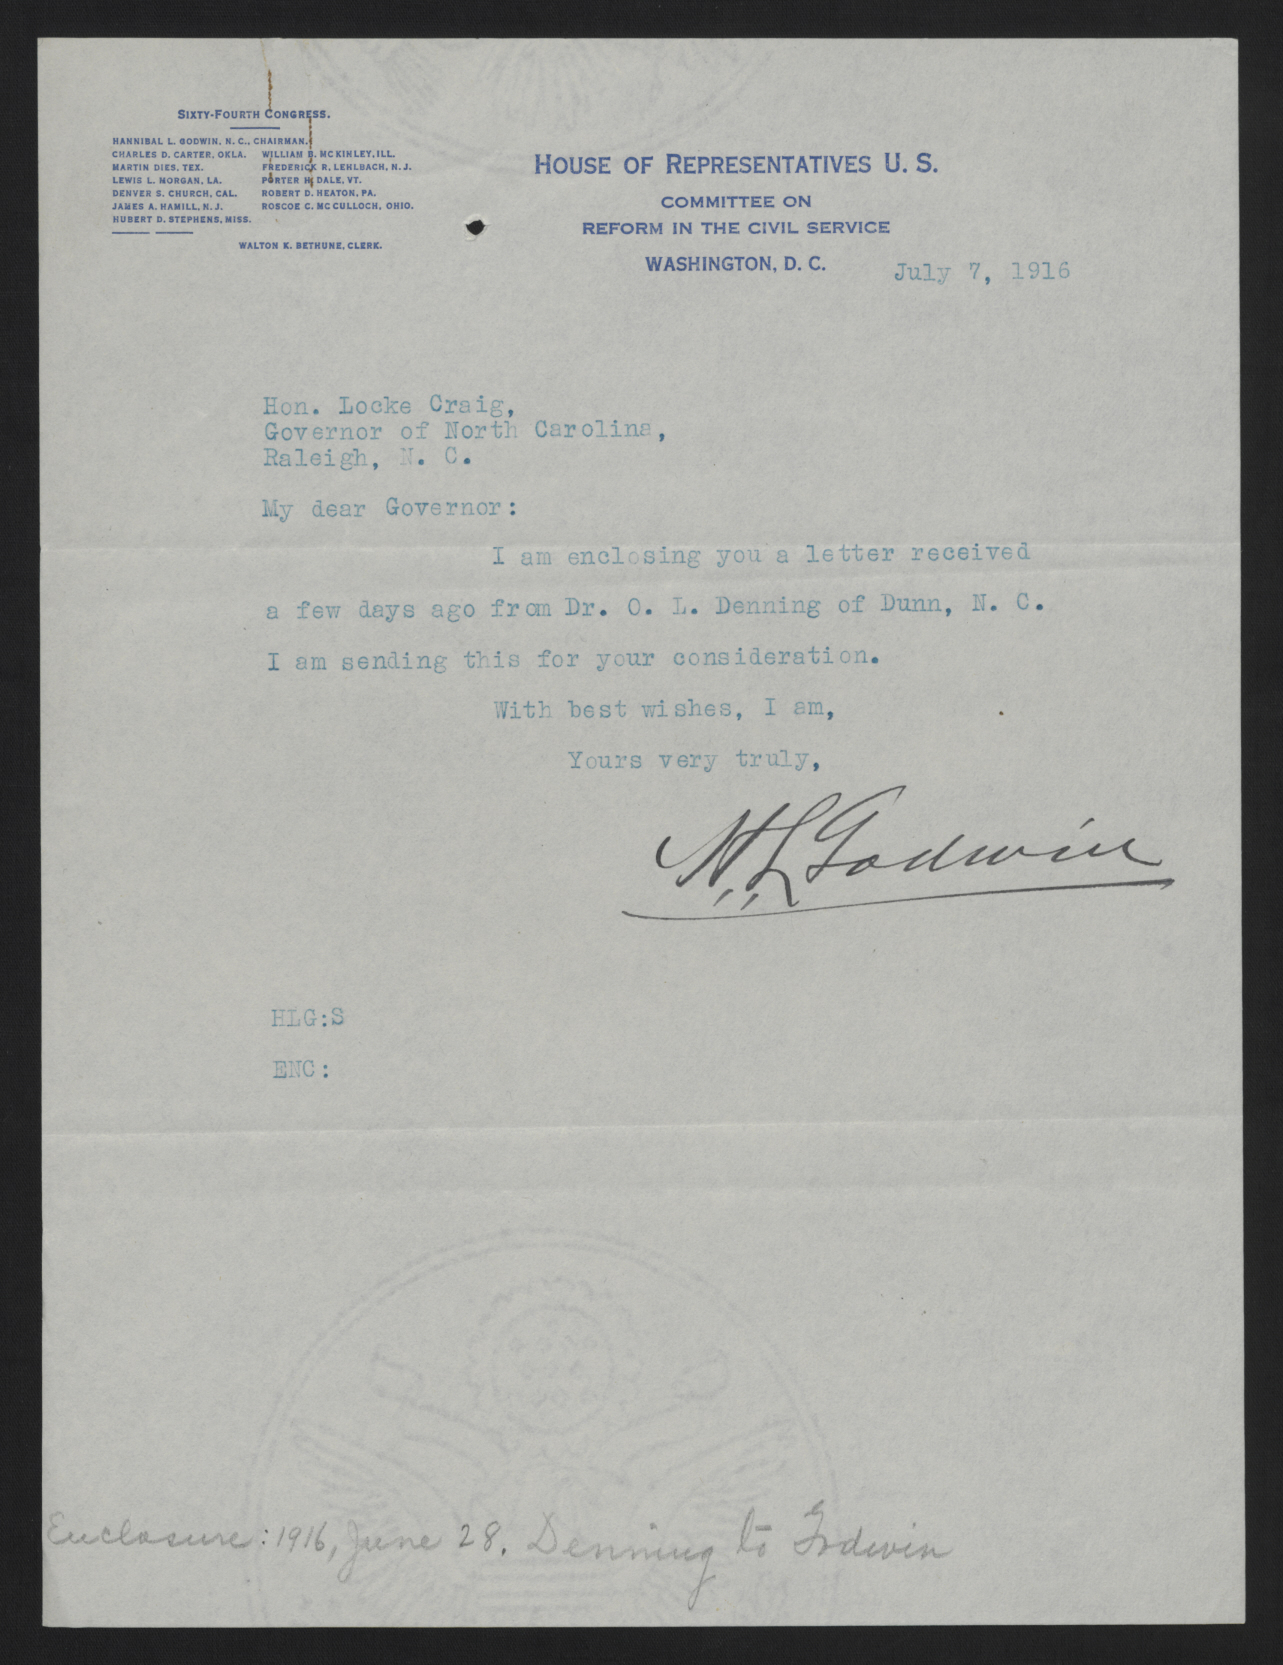 SIXTY-FOURTH CONGRESS.
HANNIBAL L. GODWIN, N. C., CHAIRMAN.
CHARLES D. CARTER, OKLA. WILLIAM B. MCKINLEY, ILL.
MARTIN DIES, TEX. FREDERICK R. LEHLBACH, N. J.
LEWIS L. MORGAN, LA. PORTER H. DALE, VT.
DENVER S. CHURCH, CAL. ROBERT D. HEATON, PA.
JAMES A. HAMILL, N. J. ROSCOE C. MCCULLOCH, OHIO.
HUBERT D. STEPHENS, MISS.
WALTON K. BETHUNE, CLERK.
HOUSE OF REPRESENTATIVES U. S.
COMMITTEE ON
REFORM IN THE CIVIL SERVICE
WASHINGTON, D. C.
July 7, 1916
Hon. Locke Craig,
Governor of North Carolina,
Raleigh, N. C.
My dear Governor:
I am enclosing you a letter received
a few days ago from Dr. O. L. Denning of Dunn, N. C.
I am sending this for your consideration.
With best wishes, I am,
Yours very truly,
H. L. Godwin
HLG:S
ENC:
Enclosure: 1916, June 28. Denning to Godwin